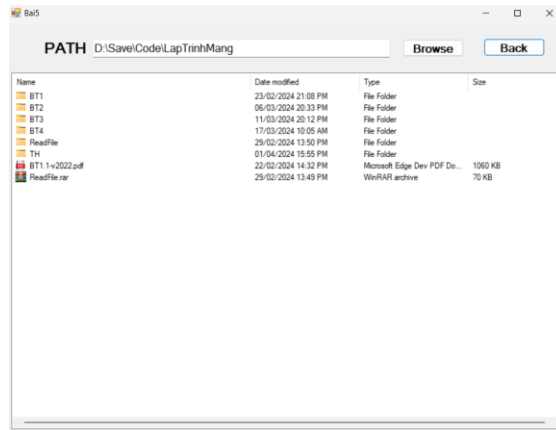 Bai5
PATH D:\Save\Code\LapTrinhMang Browse Back
Name Date modified Type Size
BT1 23/02/2024 21:08 PM File Folder
BT2 06/03/2024 20:33 PM File Folder
BT3 11/03/2024 20:12 PM File Folder
BT4 17/03/2024 10:05 AM File Folder
ReadFile 29/02/2024 13:50 PM File Folder
TH 01/04/2024 15:55 PM File Folder
BT1.1-v2022.pdf 22/02/2024 14:32 PM Microsoft Edge Dev PDF Do... 1060 KB
ReadFile.rar 29/02/2024 13:49 PM WinRAR archive 70 KB